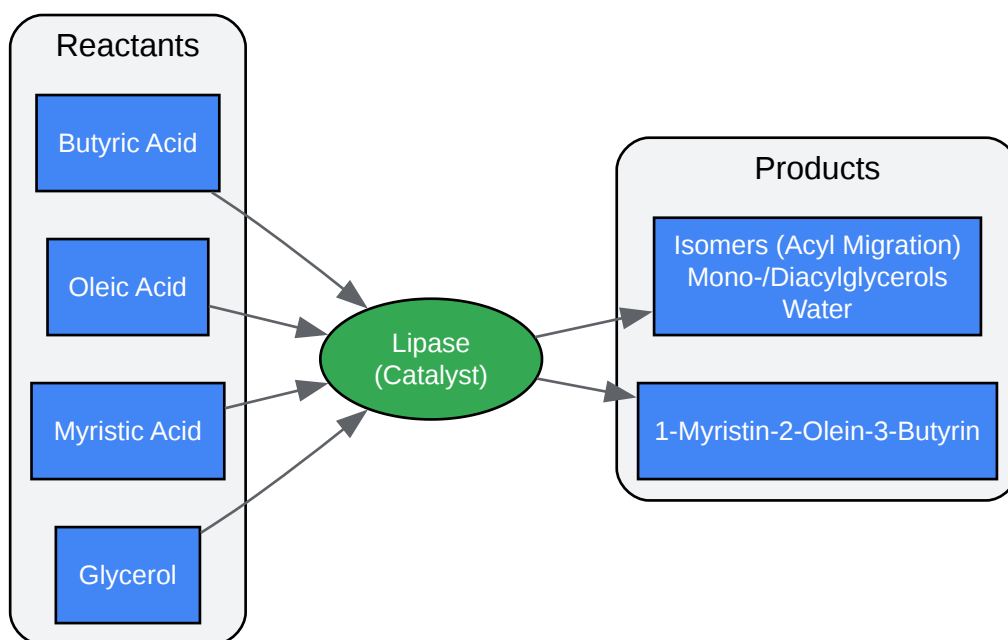 Reactants
Butyric Acid
Oleic Acid
Myristic Acid
Glycerol
Lipase
(Catalyst)
Products
Isomers (Acyl Migration)
Mono-/Diacylglycerols
Water
1-Myristin-2-Olein-3-Butyrin